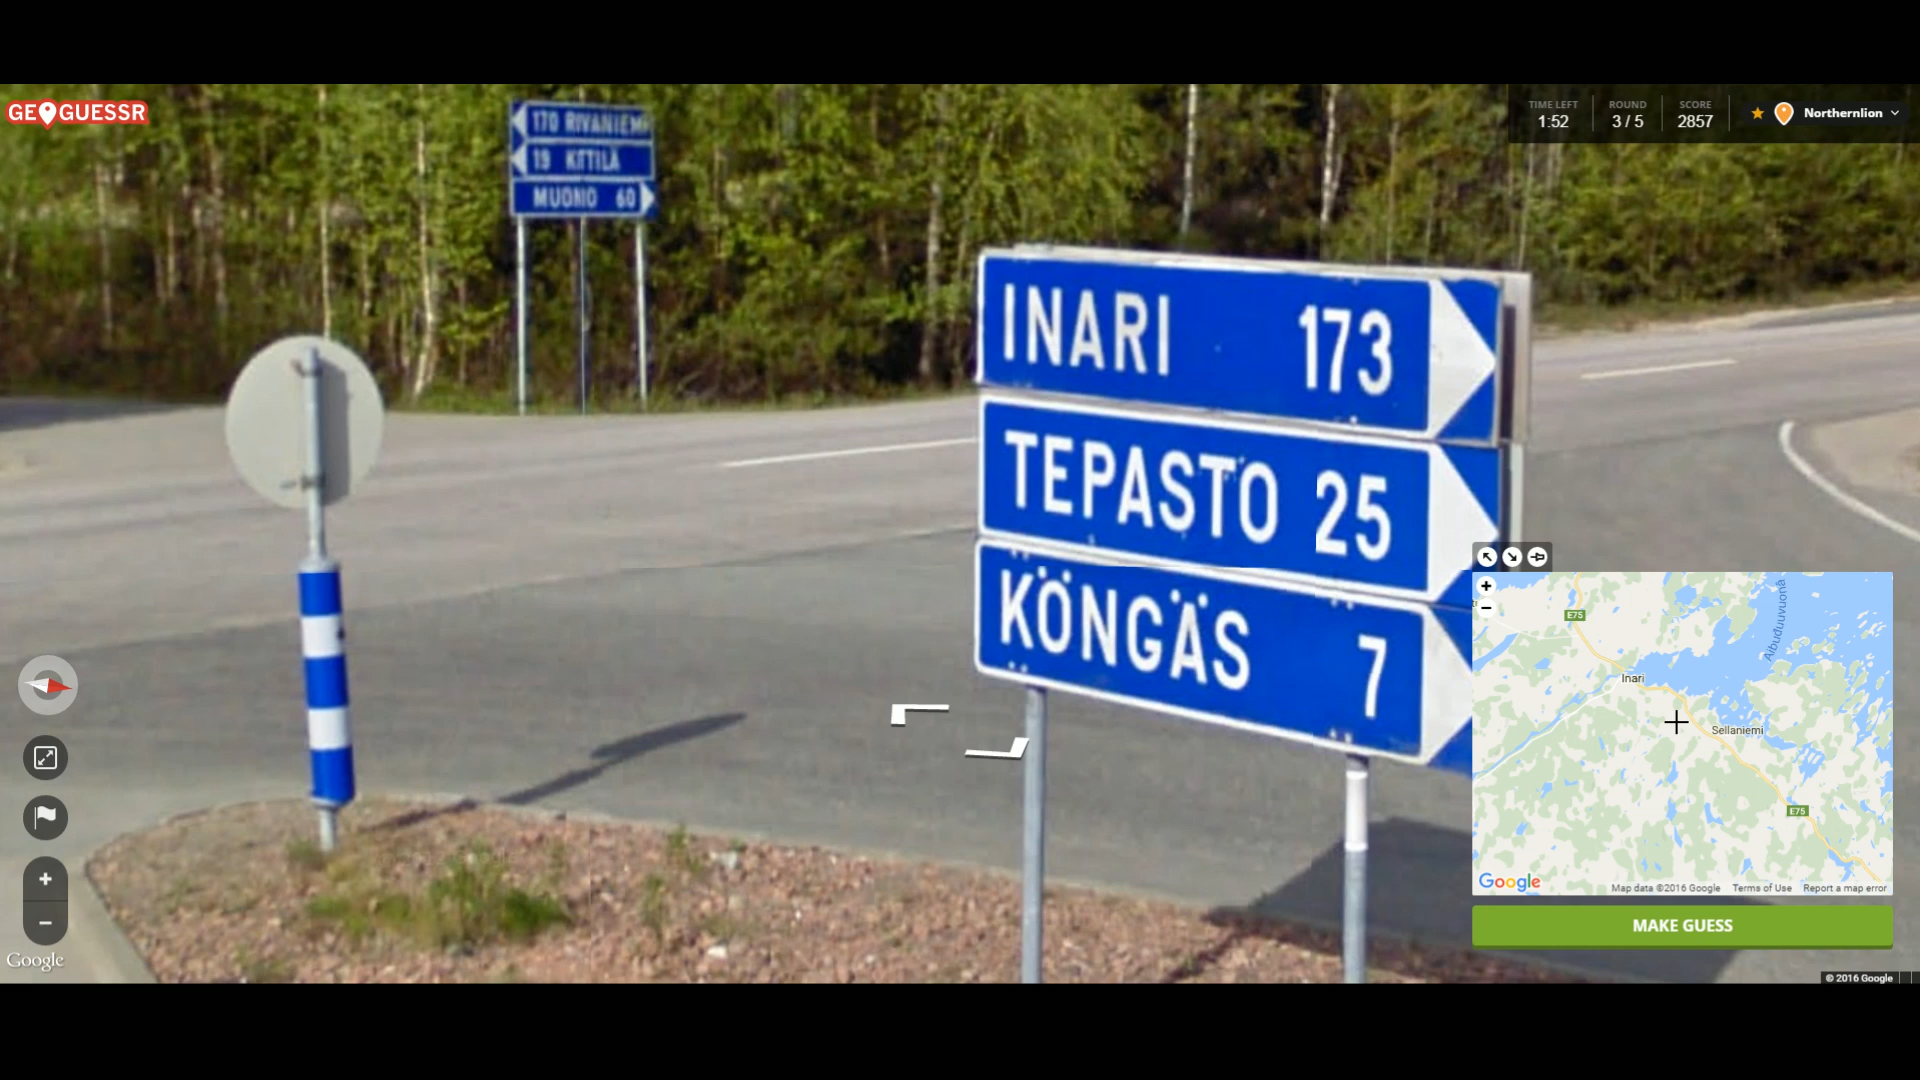 GEOGUESSR
TIME LEFT
1:52
ROUND
3 / 5
SCORE
2857
Northernlion
170 RIVANIEMI
19 KITTILÄ
MUONIO 60
INARI 173
TEPASTO 25
KÖNGÄS 7
E75
Aibuđuuvuonâ
Inari
Sellaniemi
E75
Google
Map data ©2016 Google
Terms of Use
Report a map error
MAKE GUESS
Google
© 2016 Google